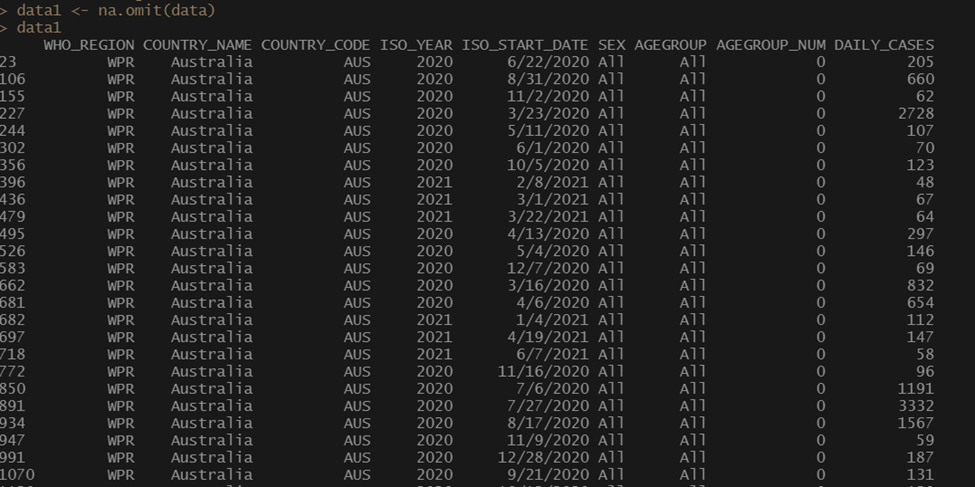 > data1 <- na.omit(data)
> data1
WHO_REGION COUNTRY_NAME COUNTRY_CODE ISO_YEAR ISO_START_DATE SEX AGEGROUP AGEGROUP_NUM DAILY_CASES
23 WPR Australia AUS 2020 6/22/2020 All All 0 205
106 WPR Australia AUS 2020 8/31/2020 All All 0 660
155 WPR Australia AUS 2020 11/2/2020 All All 0 62
227 WPR Australia AUS 2020 3/23/2020 All All 0 2728
244 WPR Australia AUS 2020 5/11/2020 All All 0 107
302 WPR Australia AUS 2020 6/1/2020 All All 0 70
356 WPR Australia AUS 2020 10/5/2020 All All 0 123
396 WPR Australia AUS 2021 2/8/2021 All All 0 48
436 WPR Australia AUS 2021 3/1/2021 All All 0 67
479 WPR Australia AUS 2021 3/22/2021 All All 0 64
495 WPR Australia AUS 2020 4/13/2020 All All 0 297
526 WPR Australia AUS 2020 5/4/2020 All All 0 146
583 WPR Australia AUS 2020 12/7/2020 All All 0 69
662 WPR Australia AUS 2020 3/16/2020 All All 0 832
681 WPR Australia AUS 2020 4/6/2020 All All 0 654
682 WPR Australia AUS 2021 1/4/2021 All All 0 112
697 WPR Australia AUS 2021 4/19/2021 All All 0 147
718 WPR Australia AUS 2021 6/7/2021 All All 0 58
772 WPR Australia AUS 2020 11/16/2020 All All 0 96
850 WPR Australia AUS 2020 7/6/2020 All All 0 1191
891 WPR Australia AUS 2020 7/27/2020 All All 0 3332
934 WPR Australia AUS 2020 8/17/2020 All All 0 1567
947 WPR Australia AUS 2020 11/9/2020 All All 0 59
991 WPR Australia AUS 2020 12/28/2020 All All 0 187
1070 WPR Australia AUS 2020 9/21/2020 All All 0 131